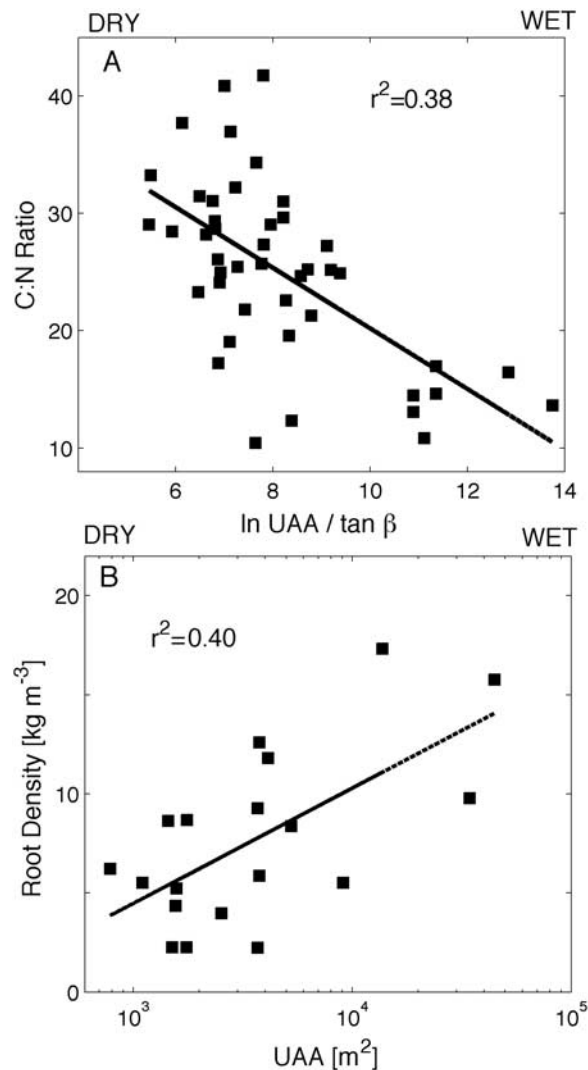 DRY WET
A
r²=0.38
C:N Ratio
40
30
20
10
6 8 10 12 14
ln UAA / tan β
DRY WET
B
r²=0.40
Root Density [kg m⁻³]
20
10
0
10³ 10⁴ 10⁵
UAA [m²]